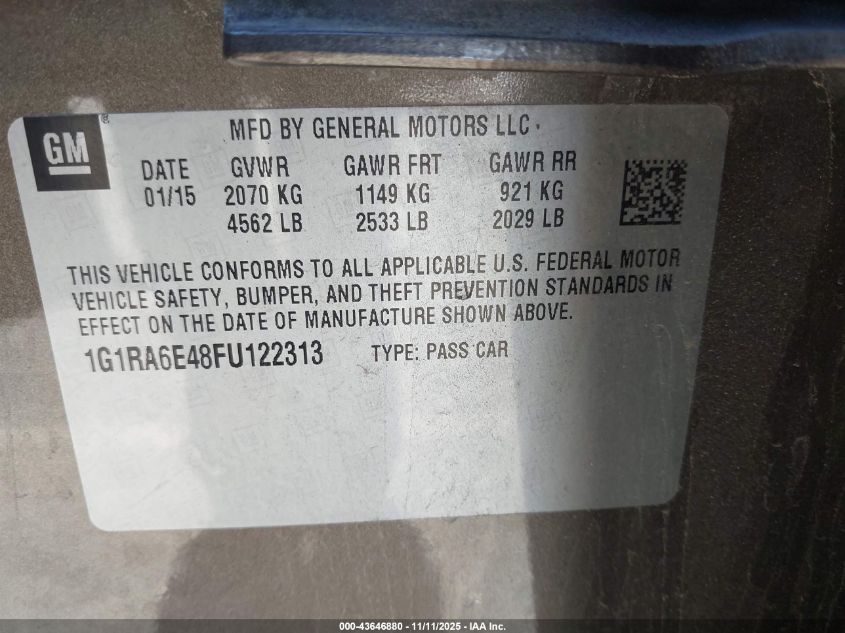 GM
MFD BY GENERAL MOTORS LLC
DATE GVWR GAWR FRT GAWR RR
01/15 2070 KG 1149 KG 921 KG
4562 LB 2533 LB 2029 LB
THIS VEHICLE CONFORMS TO ALL APPLICABLE U.S. FEDERAL MOTOR
VEHICLE SAFETY, BUMPER, AND THEFT PREVENTION STANDARDS IN
EFFECT ON THE DATE OF MANUFACTURE SHOWN ABOVE.
1G1RA6E48FU122313 TYPE: PASS CAR
000-43646880 - 11/11/2025 - IAA Inc.